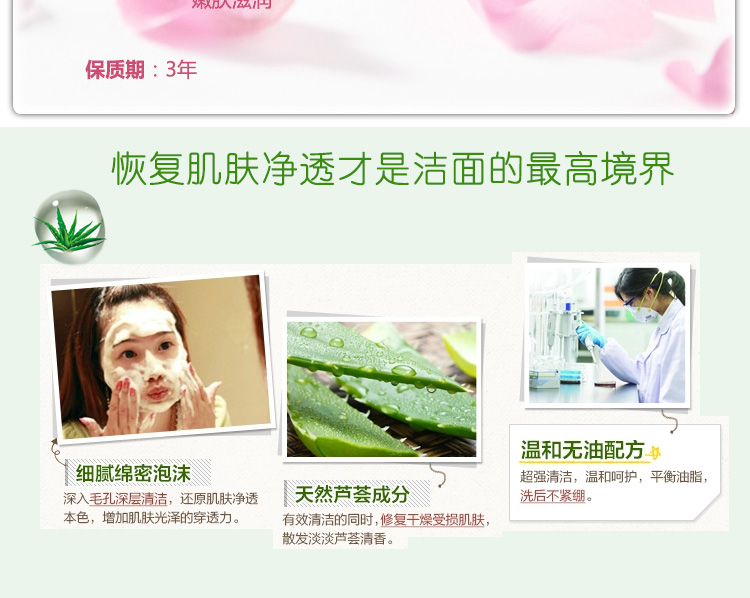 嫩肤滋润
保质期：3年
恢复肌肤净透才是洁面的最高境界
细腻绵密泡沫
深入毛孔深层清洁，还原肌肤净透
本色，增加肌肤光泽的穿透力。
天然芦荟成分
有效清洁的同时，修复干燥受损肌肤，
散发淡淡芦荟清香。
温和无油配方
超强清洁，温和呵护，平衡油脂，
洗后不紧绷。